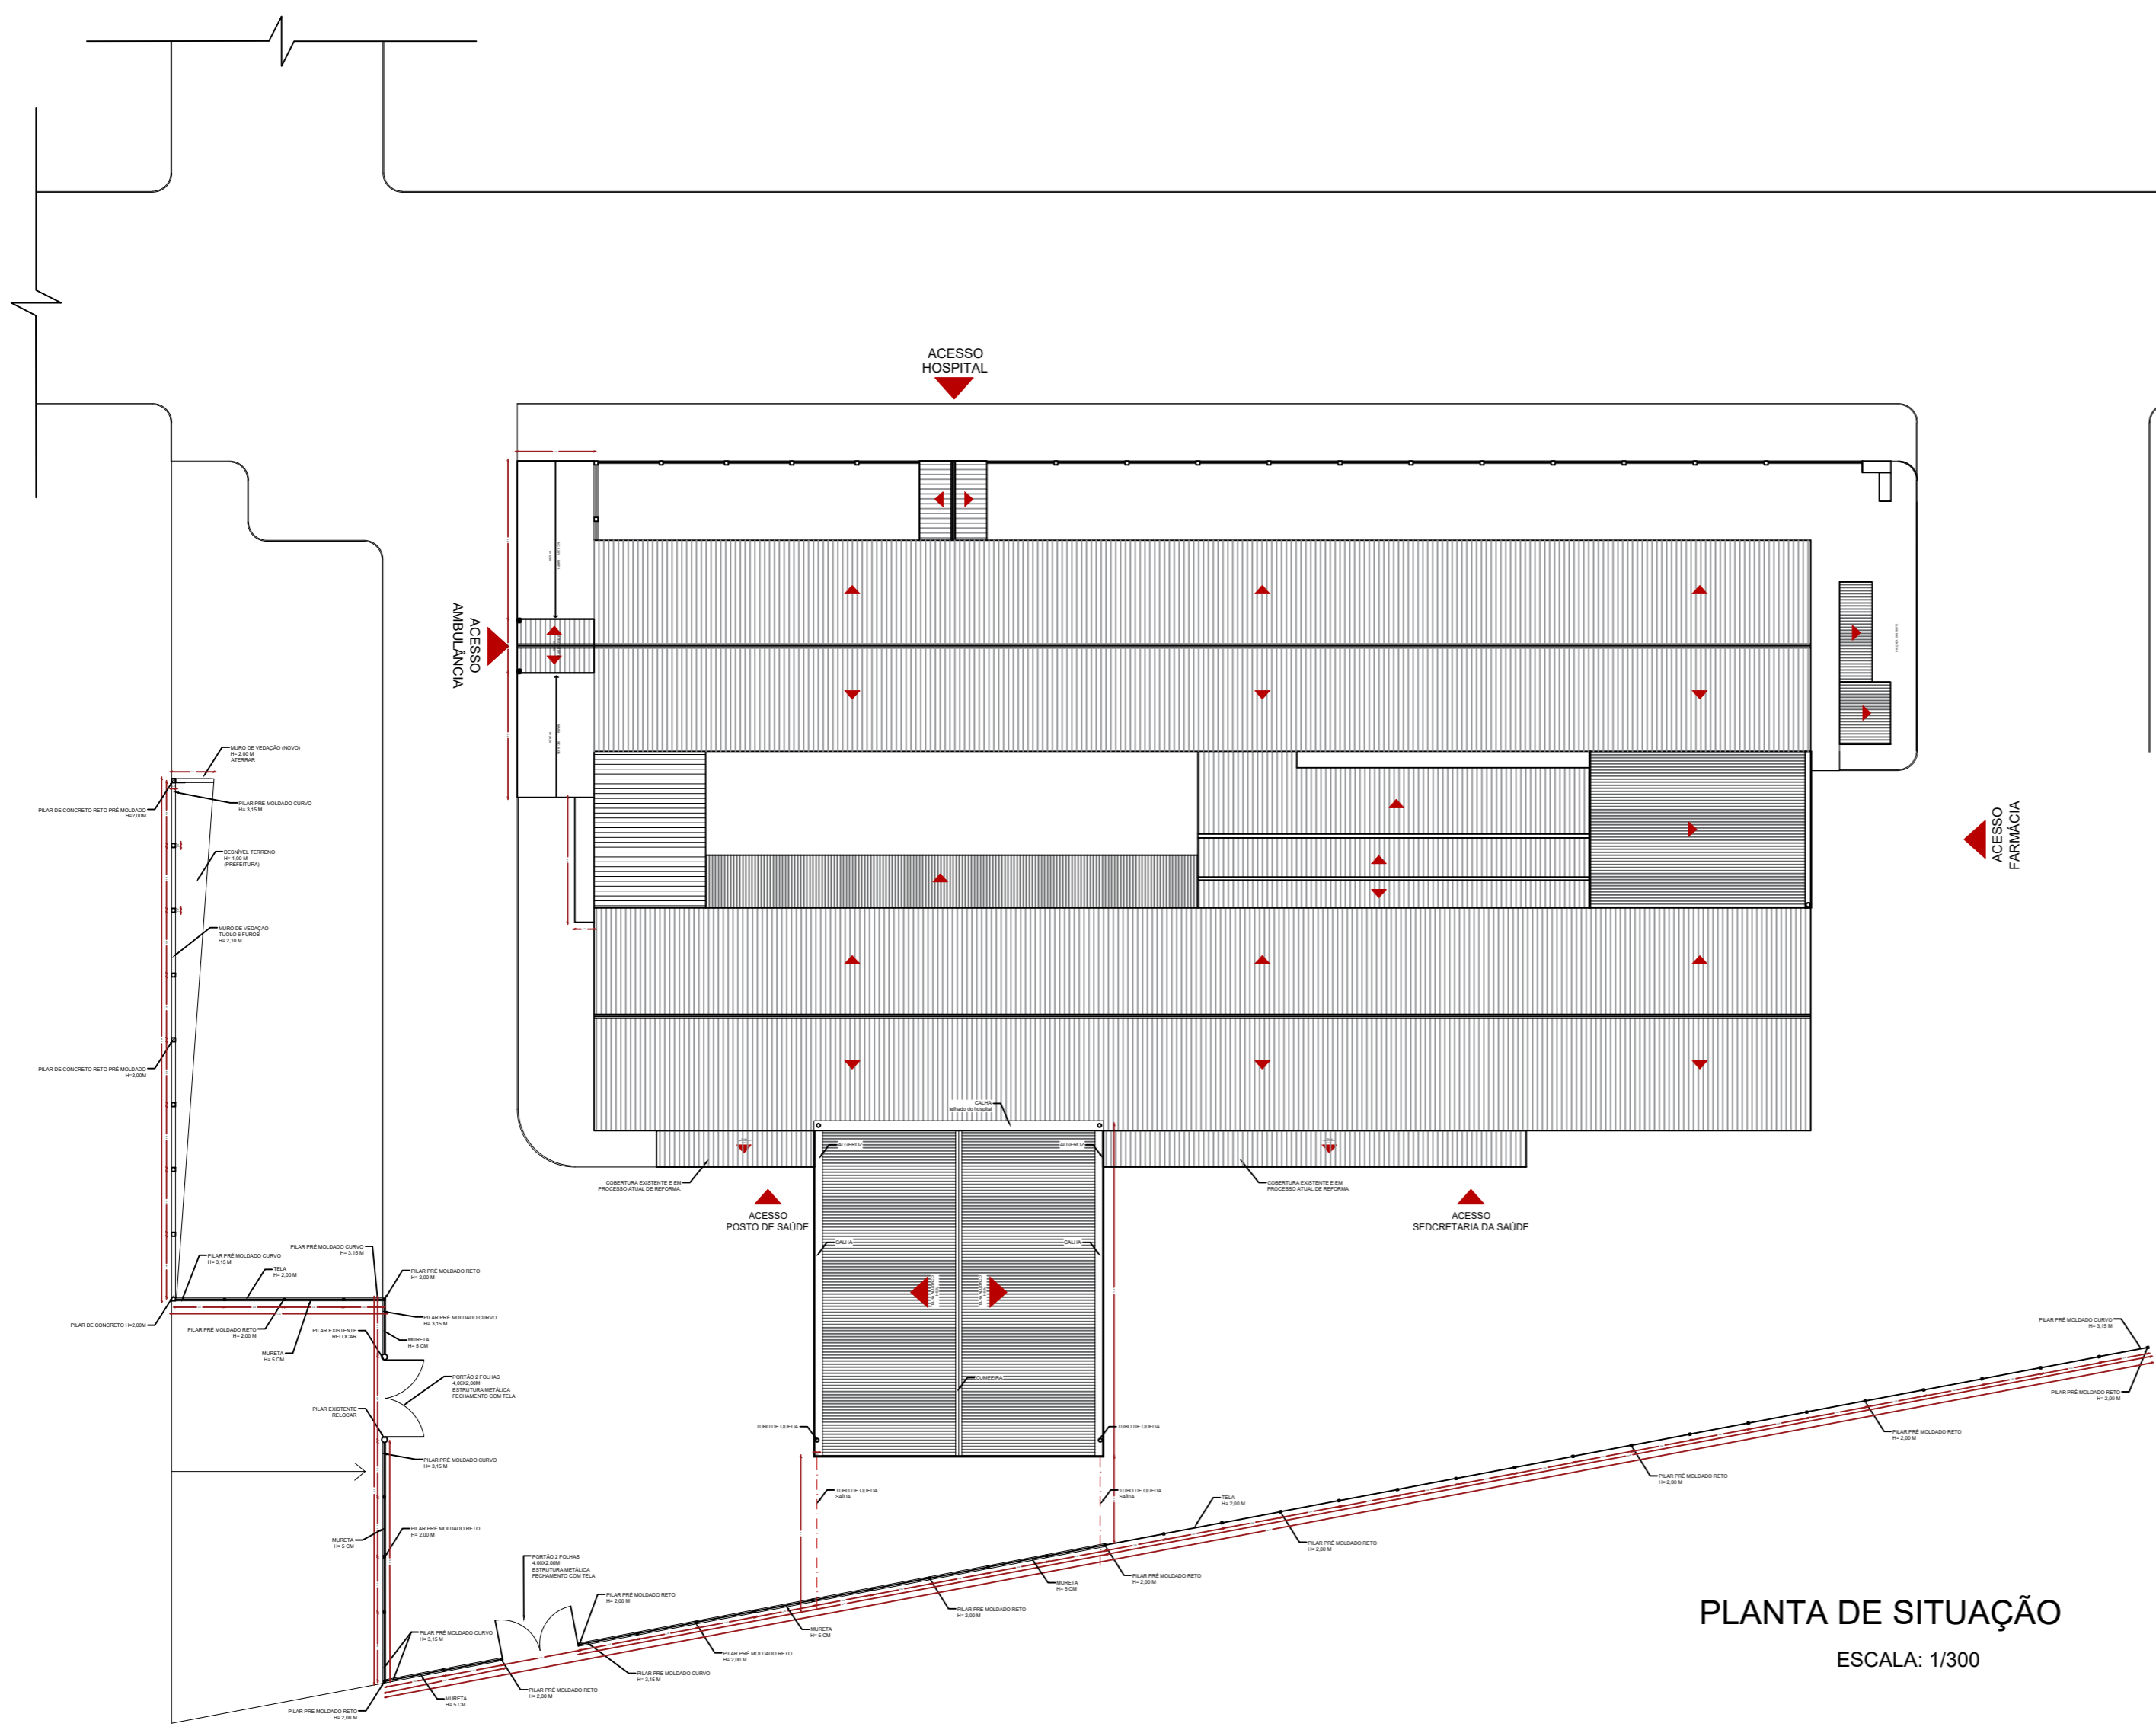 ACESSO
HOSPITAL
ACESSO
AMBULÂNCIA
MURO DE VEDAÇÃO (NOVO)
H= 2,00 M
ATERRAR
PILAR DE CONCRETO RETO PRÉ MOLDADO
H=2,00M
PILAR PRÉ MOLDADO CURVO
H= 3,15 M
ACESSO
FARMÁCIA
DESNÍVEL TERRENO
H= 1,00 M
(PREFEITURA)
MURO DE VEDAÇÃO
TIJOLO 6 FUROS
H= 2,10 M
PILAR DE CONCRETO RETO PRÉ MOLDADO
H=2,00M
CALHA
telhado do hospital
ALGEROZ
ALGEROZ
COBERTURA EXISTENTE E EM
PROCESSO ATUAL DE REFORMA.
COBERTURA EXISTENTE E EM
PROCESSO ATUAL DE REFORMA.
ACESSO
POSTO DE SAÚDE
ACESSO
SEDCRETARIA DA SAÚDE
CALHA
CALHA
PILAR PRÉ MOLDADO CURVO
H= 3,15 M
PILAR PRÉ MOLDADO CURVO
H= 3,15 M
TELA
H= 2,00 M
PILAR PRÉ MOLDADO RETO
H= 2,00 M
PILAR DE CONCRETO H=2,00M
PILAR PRÉ MOLDADO RETO
H= 2,00 M
PILAR EXISTENTE
RELOCAR
PILAR PRÉ MOLDADO CURVO
H= 3,15 M
MURETA
H= 5 CM
MURETA
H= 5 CM
PORTÃO 2 FOLHAS
4,00X2,00M
ESTRUTURA METÁLICA
FECHAMENTO COM TELA
PILAR EXISTENTE
RELOCAR
CUMEEIRA
TUBO DE QUEDA
TUBO DE QUEDA
PILAR PRÉ MOLDADO CURVO
H= 3,15 M
PILAR PRÉ MOLDADO RETO
H= 2,00 M
PILAR PRÉ MOLDADO RETO
H= 2,00 M
PILAR PRÉ MOLDADO CURVO
H= 3,15 M
PILAR PRÉ MOLDADO RETO
H= 2,00 M
TUBO DE QUEDA
SAÍDA
TUBO DE QUEDA
SAÍDA
TELA
H= 2,00 M
PILAR PRÉ MOLDADO RETO
H= 2,00 M
MURETA
H= 5 CM
PILAR PRÉ MOLDADO RETO
H= 2,00 M
PORTÃO 2 FOLHAS
4,00X2,00M
ESTRUTURA METÁLICA
FECHAMENTO COM TELA
PILAR PRÉ MOLDADO RETO
H= 2,00 M
MURETA
H= 5 CM
PILAR PRÉ MOLDADO RETO
H= 2,00 M
PILAR PRÉ MOLDADO RETO
H= 2,00 M
MURETA
H= 5 CM
PILAR PRÉ MOLDADO CURVO
H= 3,15 M
PILAR PRÉ MOLDADO RETO
H= 2,00 M
PILAR PRÉ MOLDADO CURVO
H= 3,15 M
PILAR PRÉ MOLDADO RETO
H= 2,00 M
MURETA
H= 5 CM
PILAR PRÉ MOLDADO RETO
H= 2,00 M
PLANTA DE SITUAÇÃO
ESCALA: 1/300